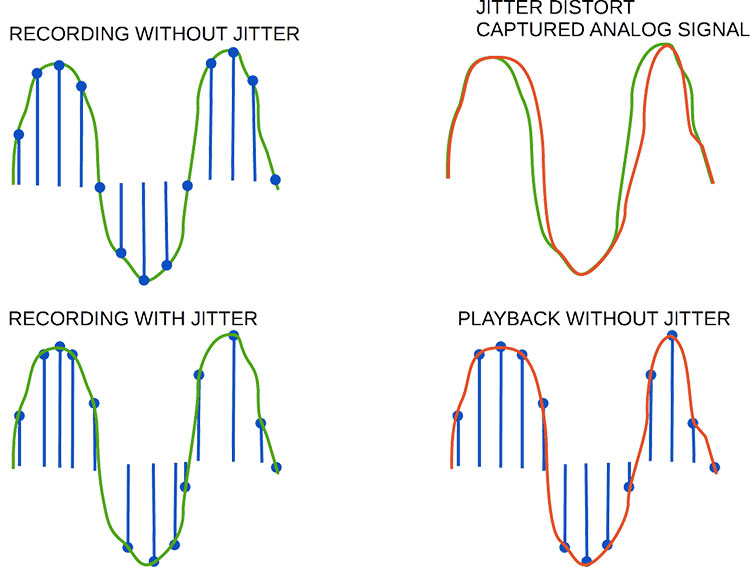 RECORDING WITHOUT JITTER
JITTER DISTORT
CAPTURED ANALOG SIGNAL
RECORDING WITH JITTER
PLAYBACK WITHOUT JITTER